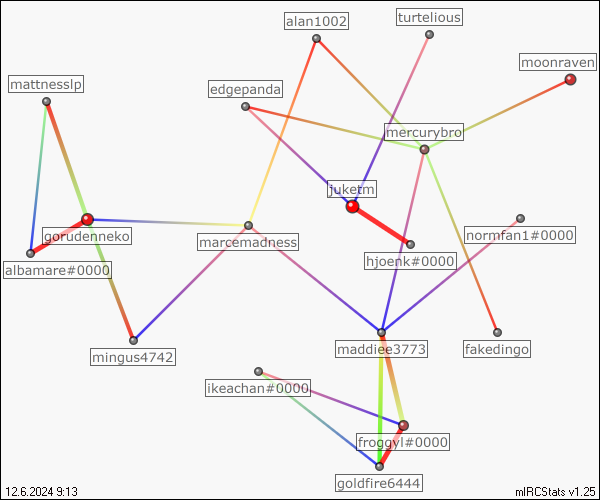 alan1002
turtelious
moonraven
mattnesslp
edgepanda
mercurybro
juketm
gorudenneko
marcemadness
normfan1#0000
albamare#0000
hjoenk#0000
mingus4742
maddiee3773
fakedingo
ikeachan#0000
froggyl#0000
goldfire6444
12.6.2024 9:13
mIRCStats v1.25